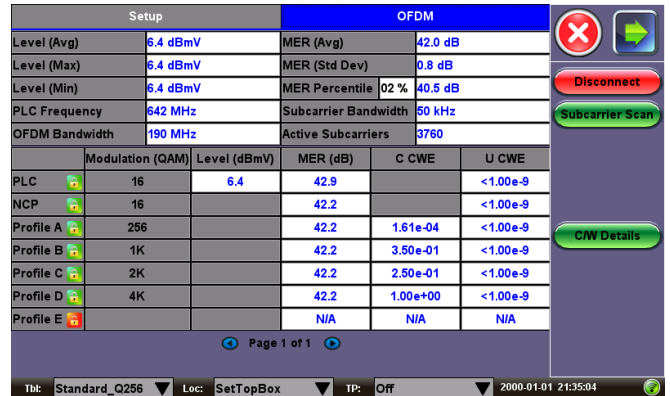 Setup OFDM
Level (Avg) 6.4 dBmV MER (Avg) 42.0 dB
Level (Max) 6.4 dBmV MER (Std Dev) 0.8 dB
Level (Min) 6.4 dBmV MER Percentile 02 % 40.5 dB
PLC Frequency 642 MHz Subcarrier Bandwidth 50 kHz
OFDM Bandwidth 190 MHz Active Subcarriers 3760
Disconnect
Subcarrier Scan
Modulation (QAM) Level (dBmV) MER (dB) C CWE U CWE
PLC 16 6.4 42.9 <1.00e-9
NCP 16 42.2 <1.00e-9
Profile A 256 42.2 1.61e-04 <1.00e-9
Profile B 1K 42.2 3.50e-01 <1.00e-9
Profile C 2K 42.2 2.50e-01 <1.00e-9
Profile D 4K 42.2 1.00e+00 <1.00e-9
Profile E N/A N/A N/A
C/W Details
Page 1 of 1
Tbl: Standard_Q256 Loc: SetTopBox TP: Off 2000-01-01 21:35:04